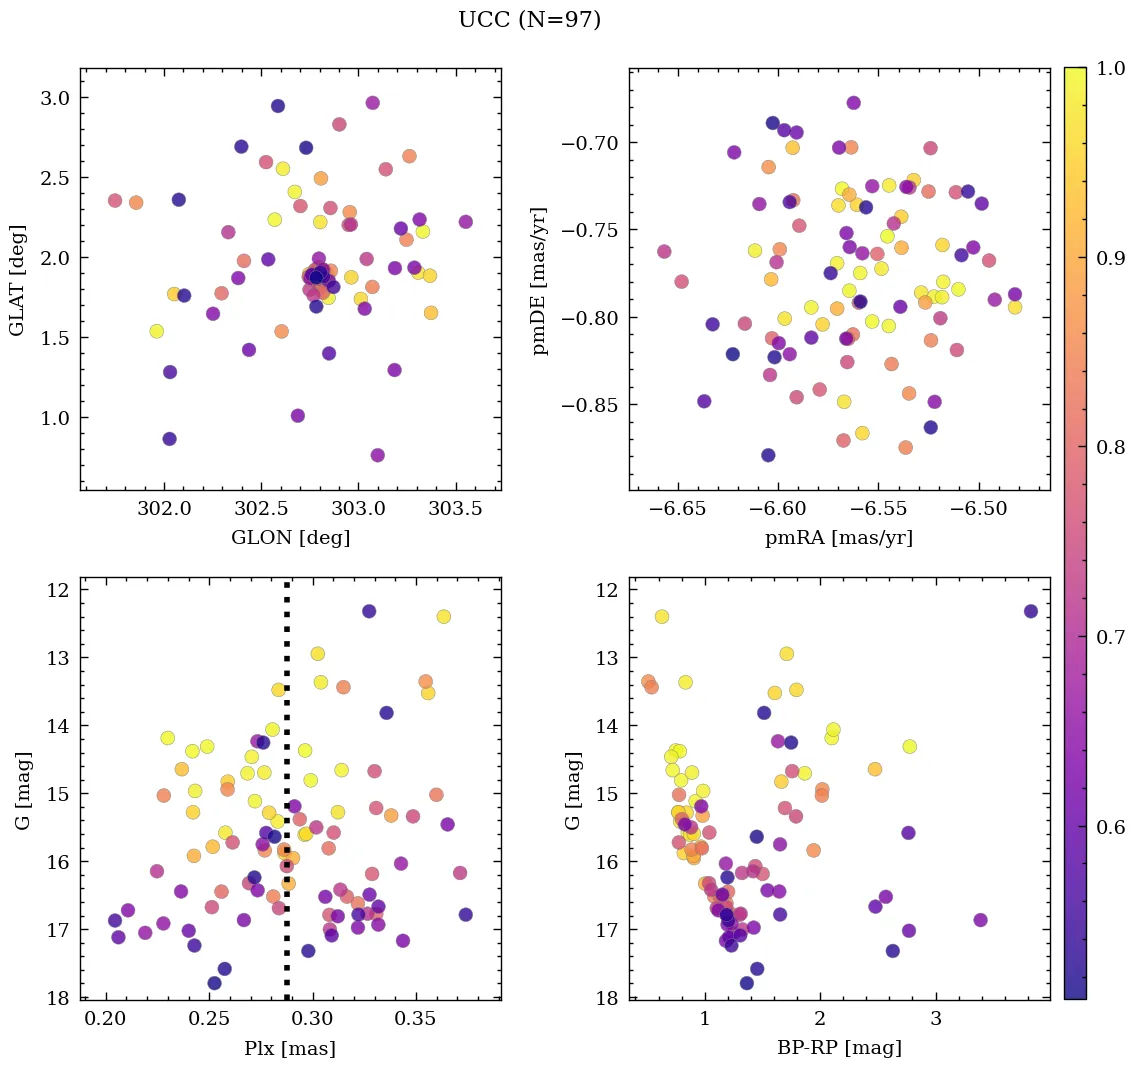 UCC (N=97)
3.0
2.5
2.0
1.5
1.0
GLAT [deg]
302.0 302.5 303.0 303.5
GLON [deg]
−0.70
−0.75
−0.80
−0.85
pmDE [mas/yr]
−6.65 −6.60 −6.55 −6.50
pmRA [mas/yr]
1.0
0.9
0.8
0.7
0.6
12
13
14
15
16
17
18
G [mag]
0.20 0.25 0.30 0.35
Plx [mas]
12
13
14
15
16
17
18
G [mag]
1 2 3
BP-RP [mag]